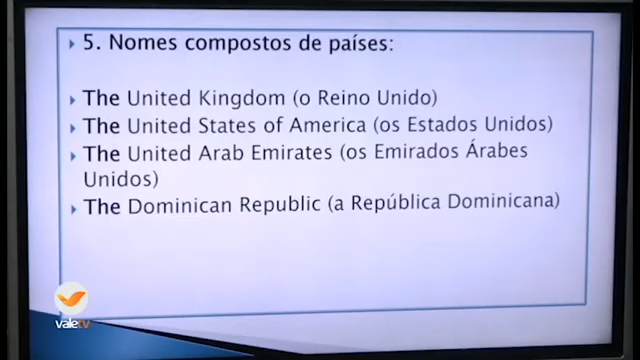 5. Nomes compostos de países:
The United Kingdom (o Reino Unido)
The United States of America (os Estados Unidos)
The United Arab Emirates (os Emirados Árabes
Unidos)
The Dominican Republic (a República Dominicana)
valetv